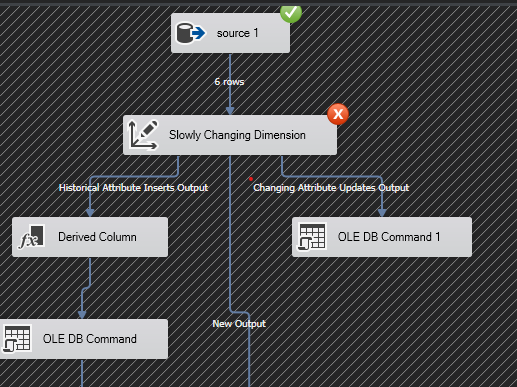 source 1
6 rows
Slowly Changing Dimension
Historical Attribute Inserts Output
Changing Attribute Updates Output
Derived Column
OLE DB Command 1
New Output
OLE DB Command